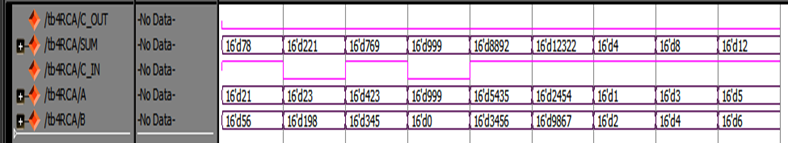 /tb4RCA/C_OUT -No Data-
/tb4RCA/SUM -No Data- 16'd78 16'd221 16'd769 16'd999 16'd8892 16'd12322 16'd4 16'd8 16'd12
/tb4RCA/C_IN -No Data-
/tb4RCA/A -No Data- 16'd21 16'd23 16'd423 16'd999 16'd5435 16'd2454 16'd1 16'd3 16'd5
/tb4RCA/B -No Data- 16'd56 16'd198 16'd345 16'd0 16'd3456 16'd9867 16'd2 16'd4 16'd6